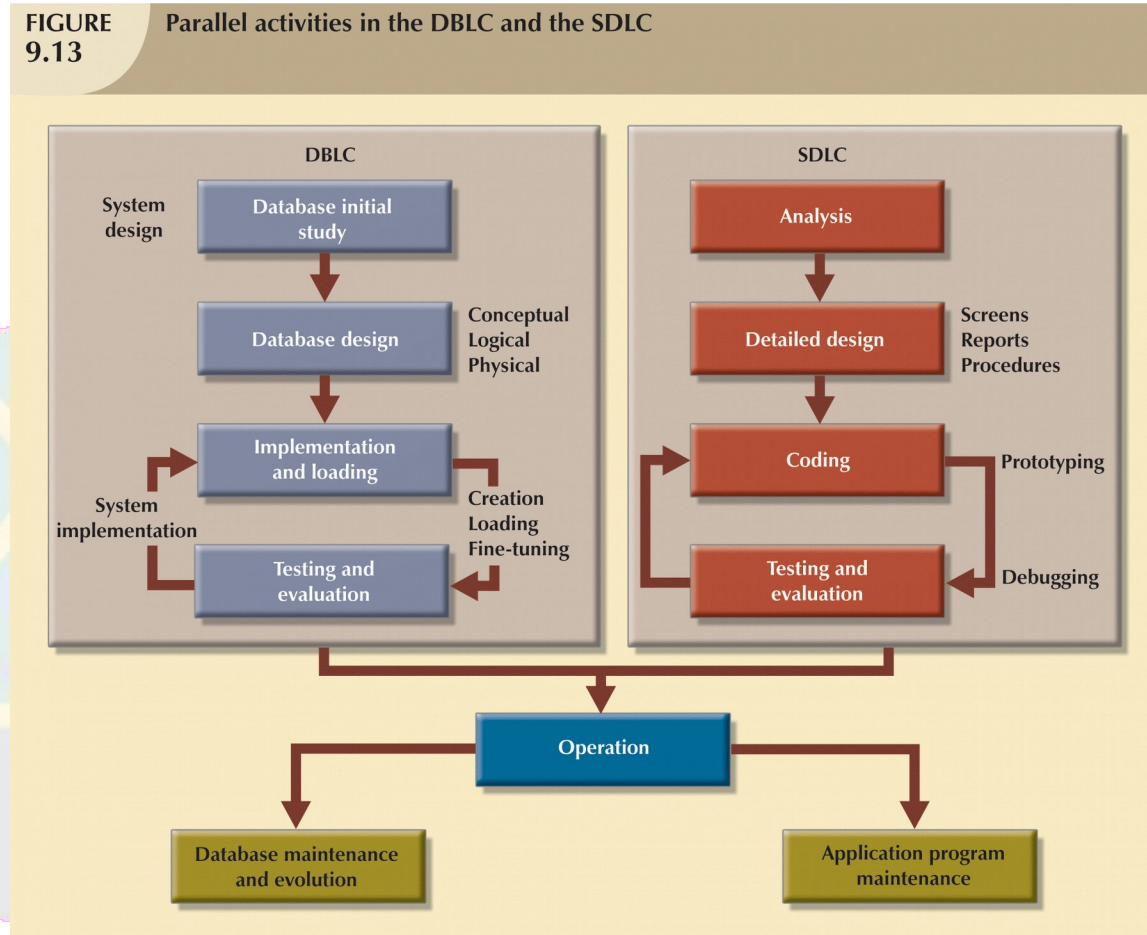 FIGURE
9.13
Parallel activities in the DBLC and the SDLC
DBLC
System
design
Database initial
study
Database design
Conceptual
Logical
Physical
Implementation
and loading
System
implementation
Creation
Loading
Fine-tuning
Testing and
evaluation
SDLC
Analysis
Detailed design
Screens
Reports
Procedures
Coding
Prototyping
Testing and
evaluation
Debugging
Operation
Database maintenance
and evolution
Application program
maintenance